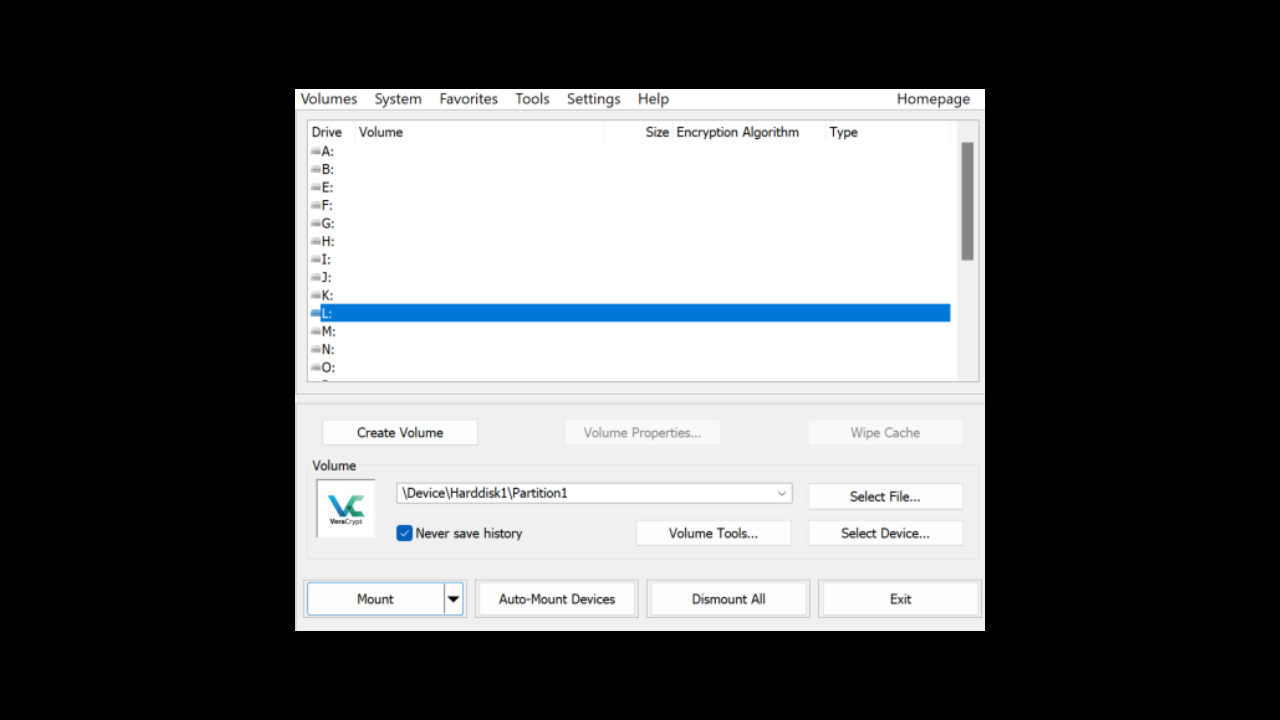 Volumes System Favorites Tools Settings Help Homepage
Drive Volume Size Encryption Algorithm Type
A:
B:
E:
F:
G:
H:
I:
J:
K:
L:
M:
N:
O:
Create Volume Volume Properties... Wipe Cache
Volume
\Device\Harddisk1\Partition1 Select File...
VeraCrypt
Never save history Volume Tools... Select Device...
Mount Auto-Mount Devices Dismount All Exit